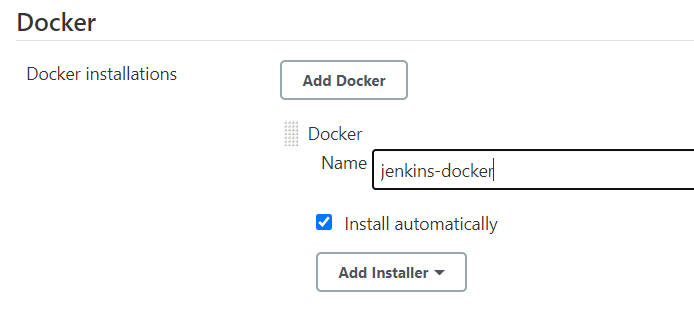 Docker
Docker installations
Add Docker
Docker
Name jenkins-docker
Install automatically
Add Installer